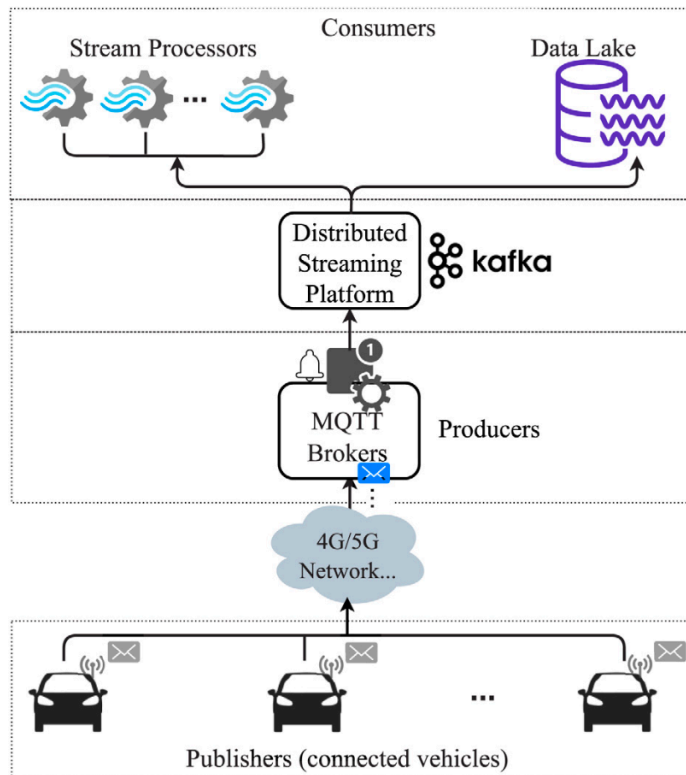 Consumers
Stream Processors
Data Lake
...
Distributed
Streaming
Platform
kafka
1
MQTT
Brokers
Producers
4G/5G
Network...
...
Publishers (connected vehicles)